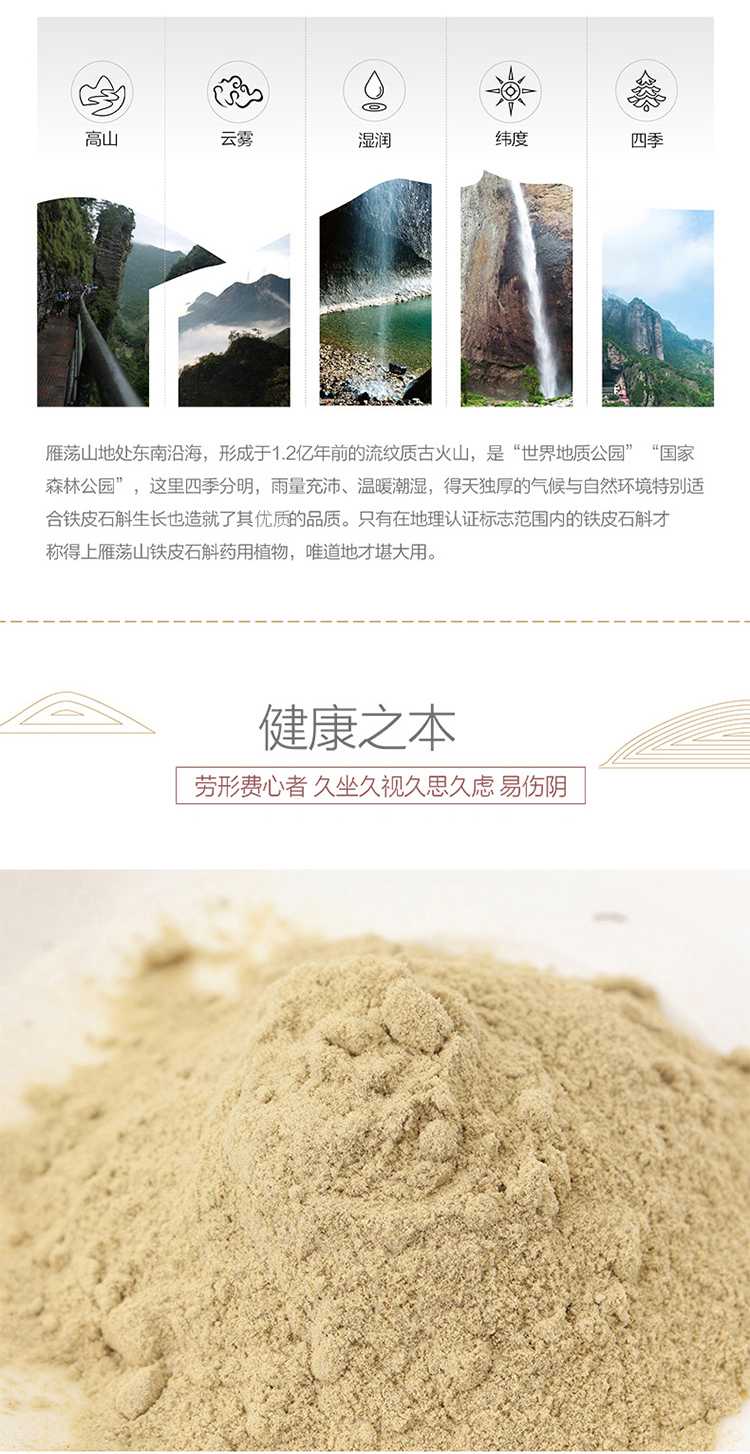 高山 云雾 湿润 纬度 四季
雁荡山地处东南沿海，形成于1.2亿年前的流纹质古火山，是“世界地质公园”“国家
森林公园”，这里四季分明，雨量充沛、温暖潮湿，得天独厚的气候与自然环境特别适
合铁皮石斛生长也造就了其优质的品质。只有在地理认证标志范围内的铁皮石斛才
称得上雁荡山铁皮石斛药用植物，唯道地才堪大用。
健康之本
劳形费心者 久坐久视久思久虑 易伤阴